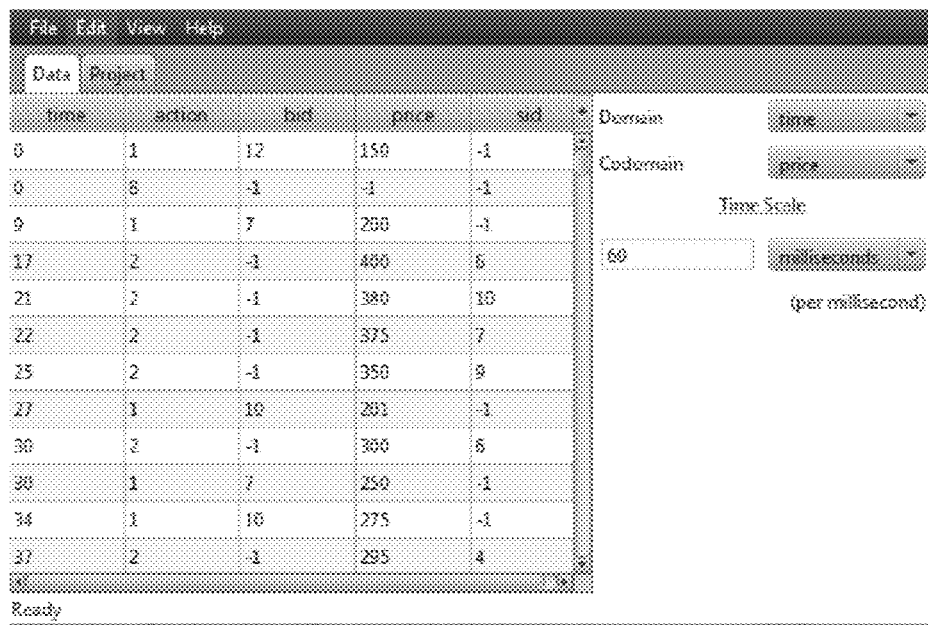 File Edit View Help
Data Project
time action bid price sid
0 1 12 150 -1
0 8 -1 -1 -1
9 1 7 200 -1
17 2 -1 400 6
21 2 -1 380 10
22 2 -1 375 7
25 2 -1 350 9
27 1 10 201 -1
30 2 -1 300 6
30 1 7 250 -1
34 1 10 275 -1
37 2 -1 295 4
Domain time
Codomain price
Time Scale
60 milliseconds
(per millisecond)
Ready